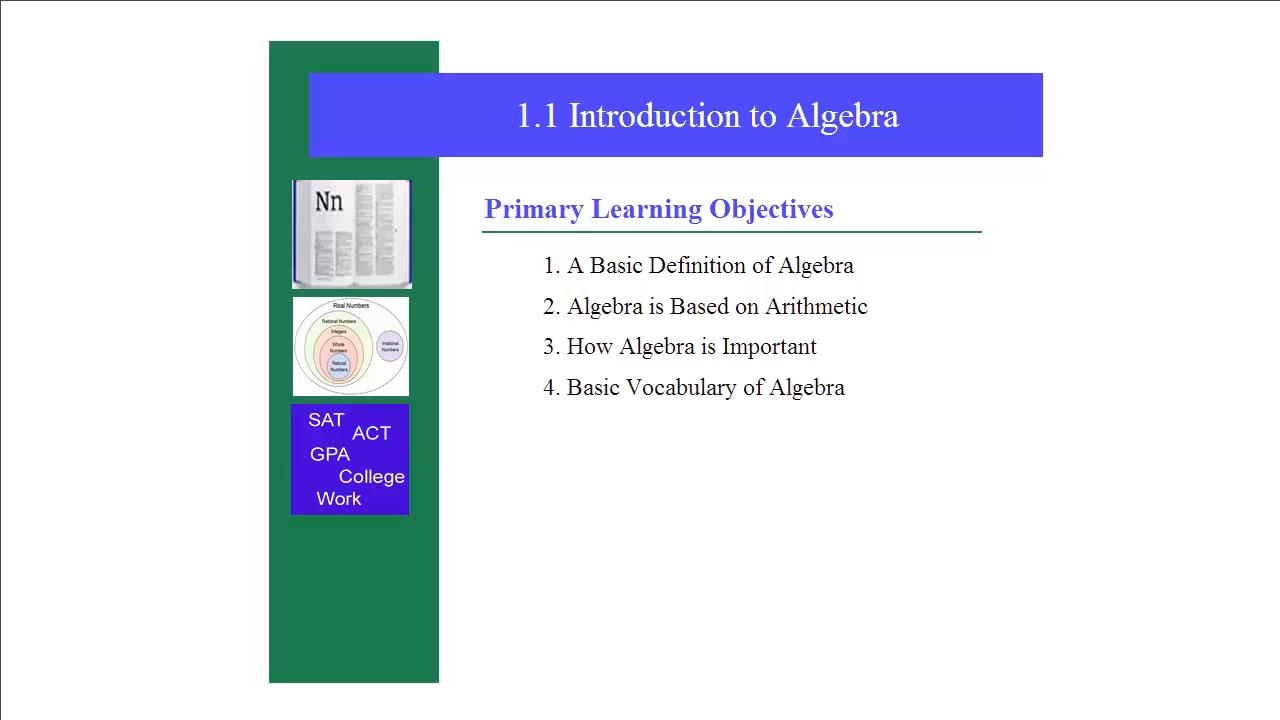 1.1 Introduction to Algebra
Nn
Real Numbers
Rational Numbers
Integers
Whole
Numbers
Natural
Numbers
Irrational
Numbers
SAT
ACT
GPA
College
Work
Primary Learning Objectives
1. A Basic Definition of Algebra
2. Algebra is Based on Arithmetic
3. How Algebra is Important
4. Basic Vocabulary of Algebra